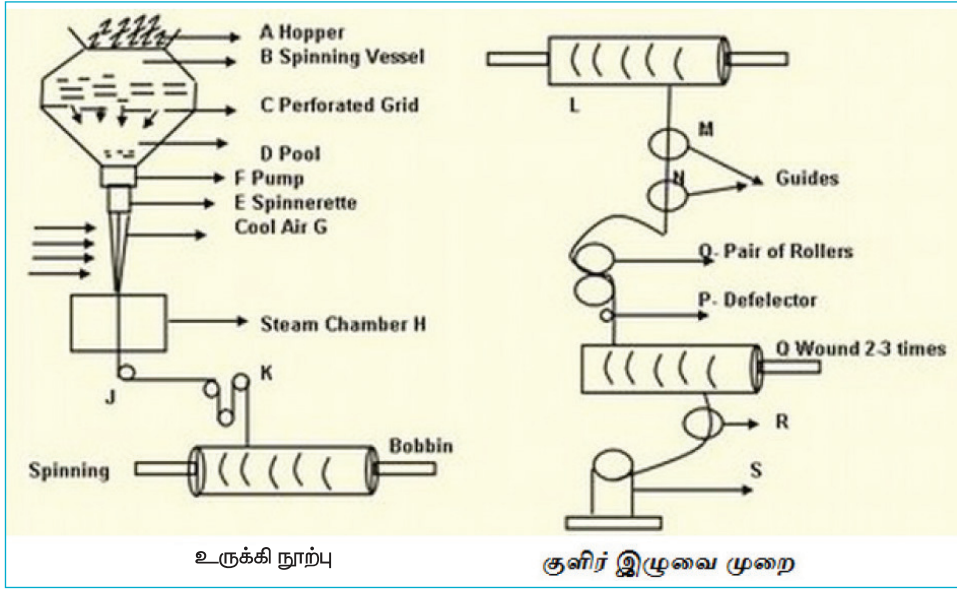 A Hopper
B Spinning Vessel
C Perforated Grid
D Pool
F Pump
E Spinnerette
Cool Air G
Steam Chamber H
J
K
Spinning
Bobbin
உருக்கி நூற்பு
L
M
N
Guides
O- Pair of Rollers
P- Defelector
Q Wound 2-3 times
R
S
குளிர் இழுவை முறை